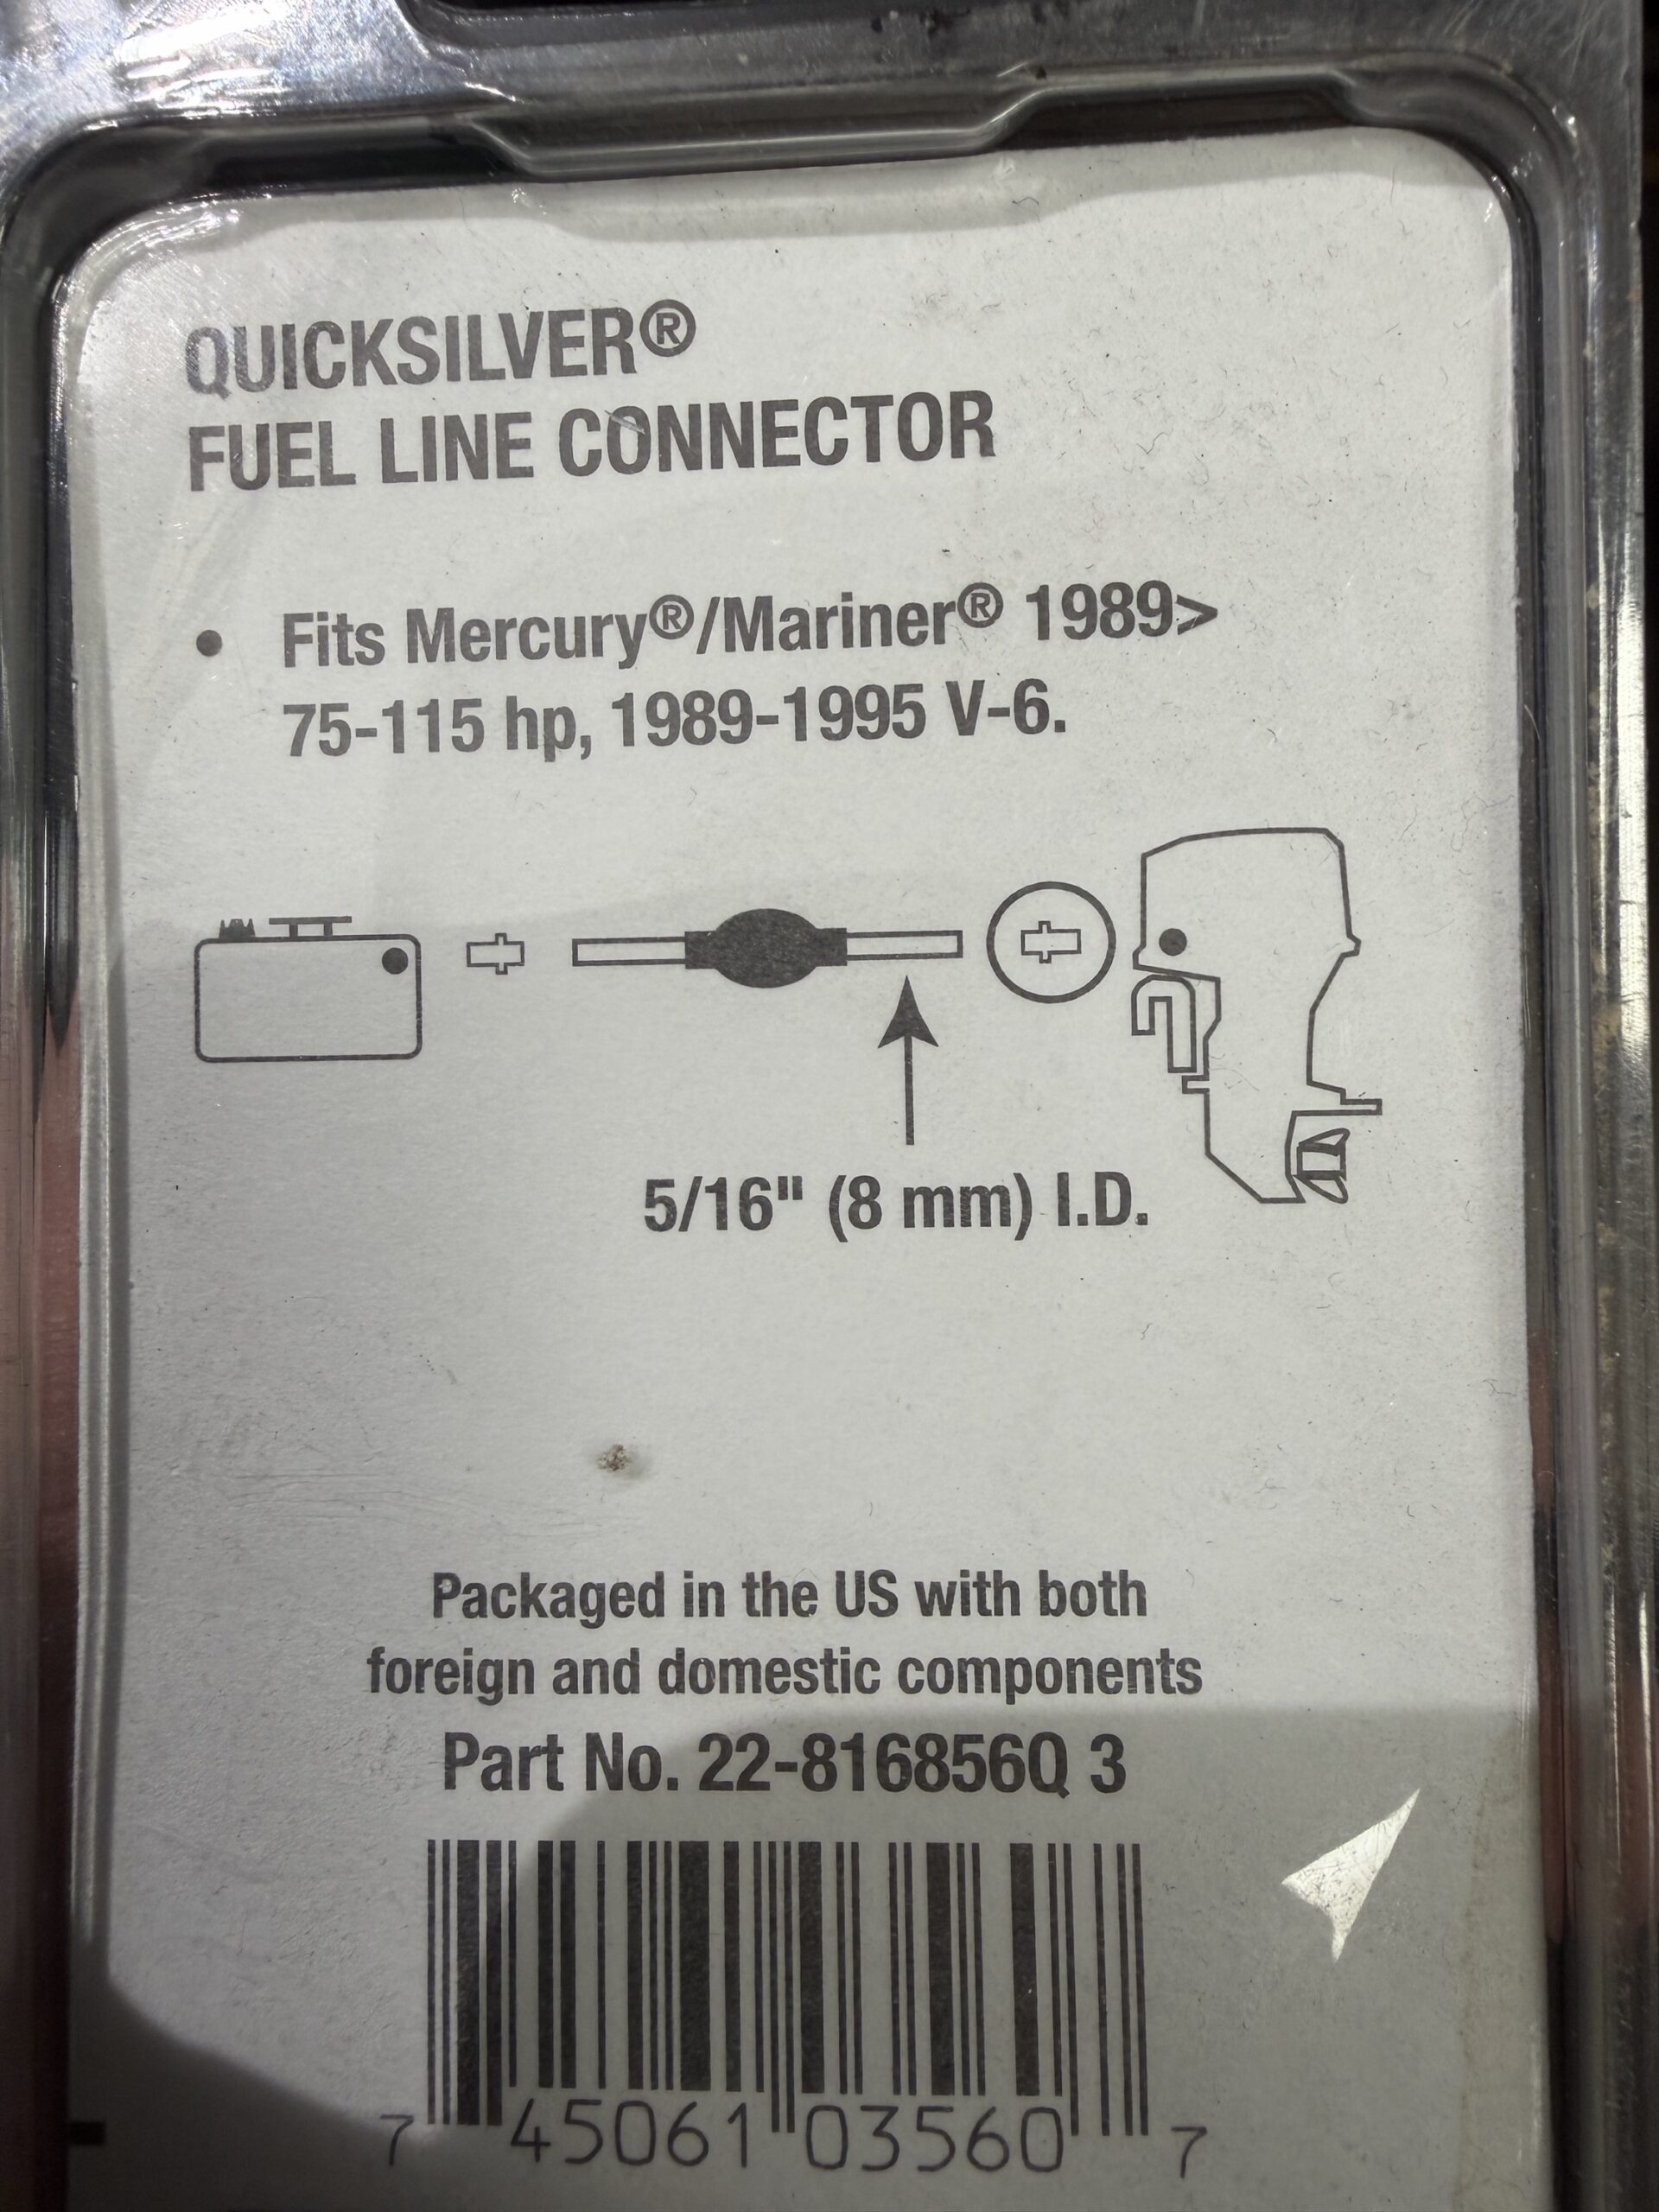 QUICKSILVER®
FUEL LINE CONNECTOR
• Fits Mercury®/Mariner® 1989>
75-115 hp, 1989-1995 V-6.
5/16" (8 mm) I.D.
Packaged in the US with both
foreign and domestic components
Part No. 22-816856Q 3
7 45061 03560 7